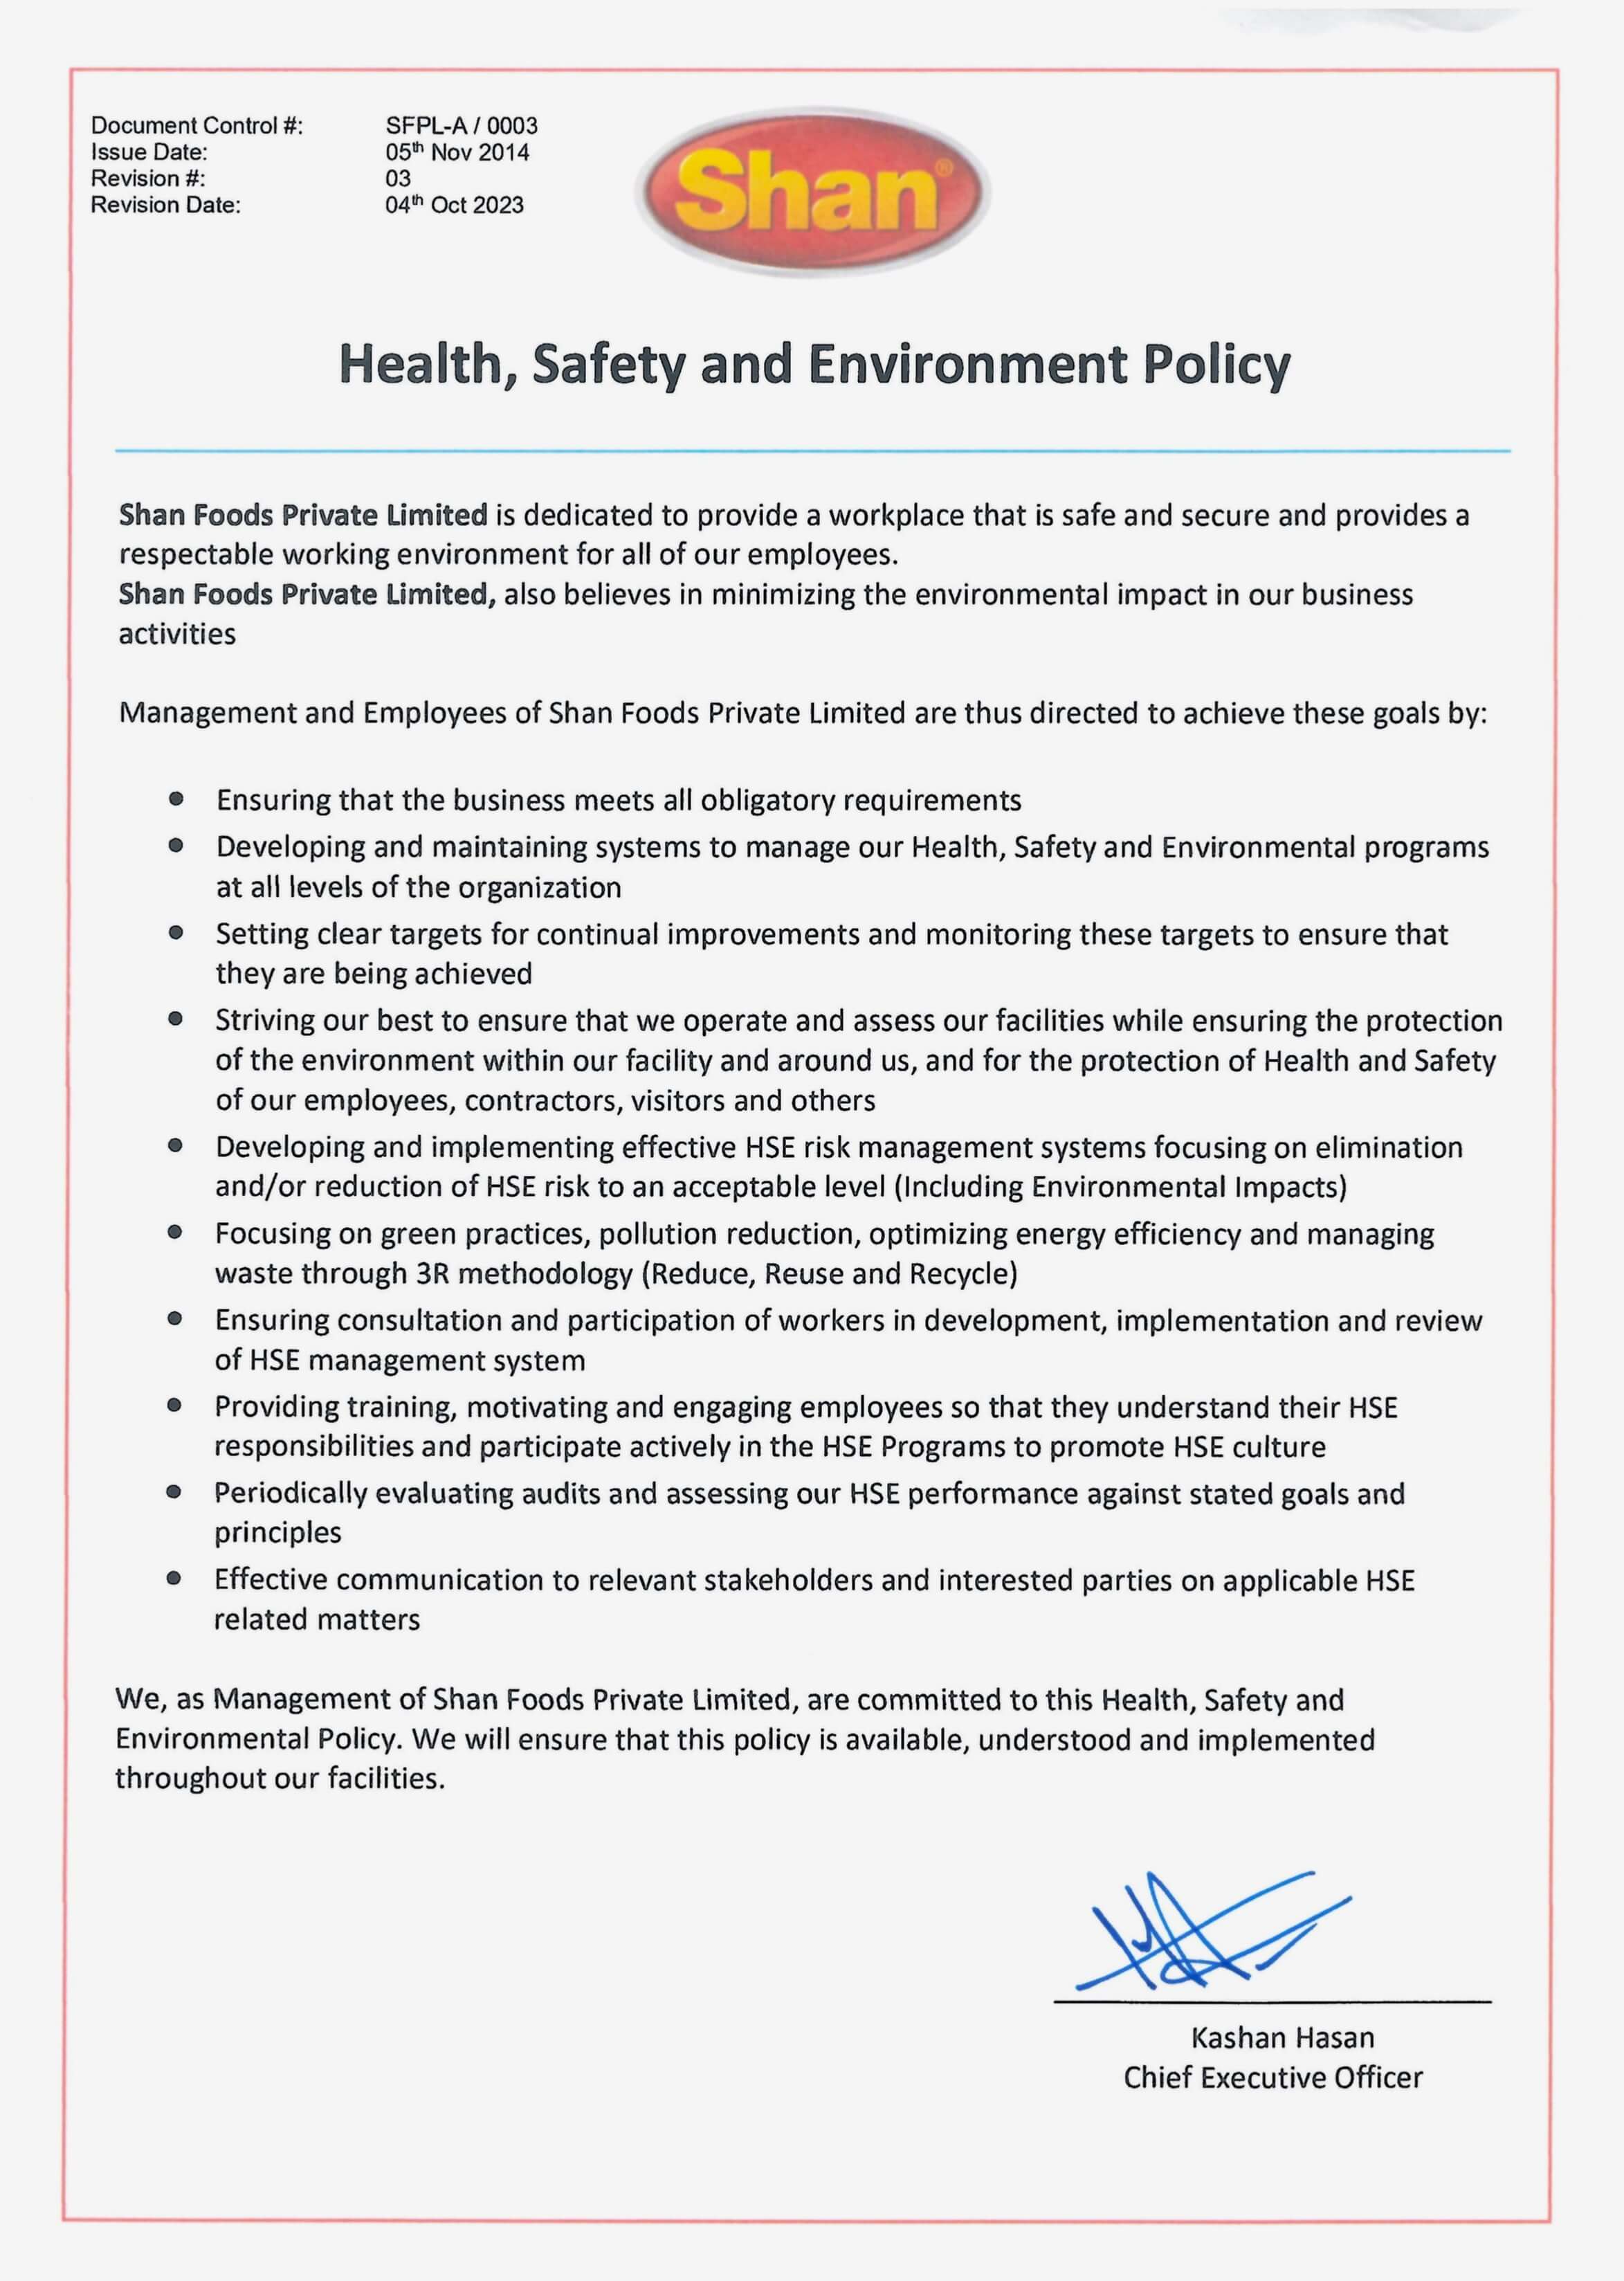 Document Control #: SFPL-A / 0003
Issue Date: 05th Nov 2014
Revision #: 03
Revision Date: 04th Oct 2023
Shan®
Health, Safety and Environment Policy
Shan Foods Private Limited is dedicated to provide a workplace that is safe and secure and provides a
respectable working environment for all of our employees.
Shan Foods Private Limited, also believes in minimizing the environmental impact in our business
activities
Management and Employees of Shan Foods Private Limited are thus directed to achieve these goals by:
• Ensuring that the business meets all obligatory requirements
• Developing and maintaining systems to manage our Health, Safety and Environmental programs
at all levels of the organization
• Setting clear targets for continual improvements and monitoring these targets to ensure that
they are being achieved
• Striving our best to ensure that we operate and assess our facilities while ensuring the protection
of the environment within our facility and around us, and for the protection of Health and Safety
of our employees, contractors, visitors and others
• Developing and implementing effective HSE risk management systems focusing on elimination
and/or reduction of HSE risk to an acceptable level (Including Environmental Impacts)
• Focusing on green practices, pollution reduction, optimizing energy efficiency and managing
waste through 3R methodology (Reduce, Reuse and Recycle)
• Ensuring consultation and participation of workers in development, implementation and review
of HSE management system
• Providing training, motivating and engaging employees so that they understand their HSE
responsibilities and participate actively in the HSE Programs to promote HSE culture
• Periodically evaluating audits and assessing our HSE performance against stated goals and
principles
• Effective communication to relevant stakeholders and interested parties on applicable HSE
related matters
We, as Management of Shan Foods Private Limited, are committed to this Health, Safety and
Environmental Policy. We will ensure that this policy is available, understood and implemented
throughout our facilities.
Kashan Hasan
Chief Executive Officer